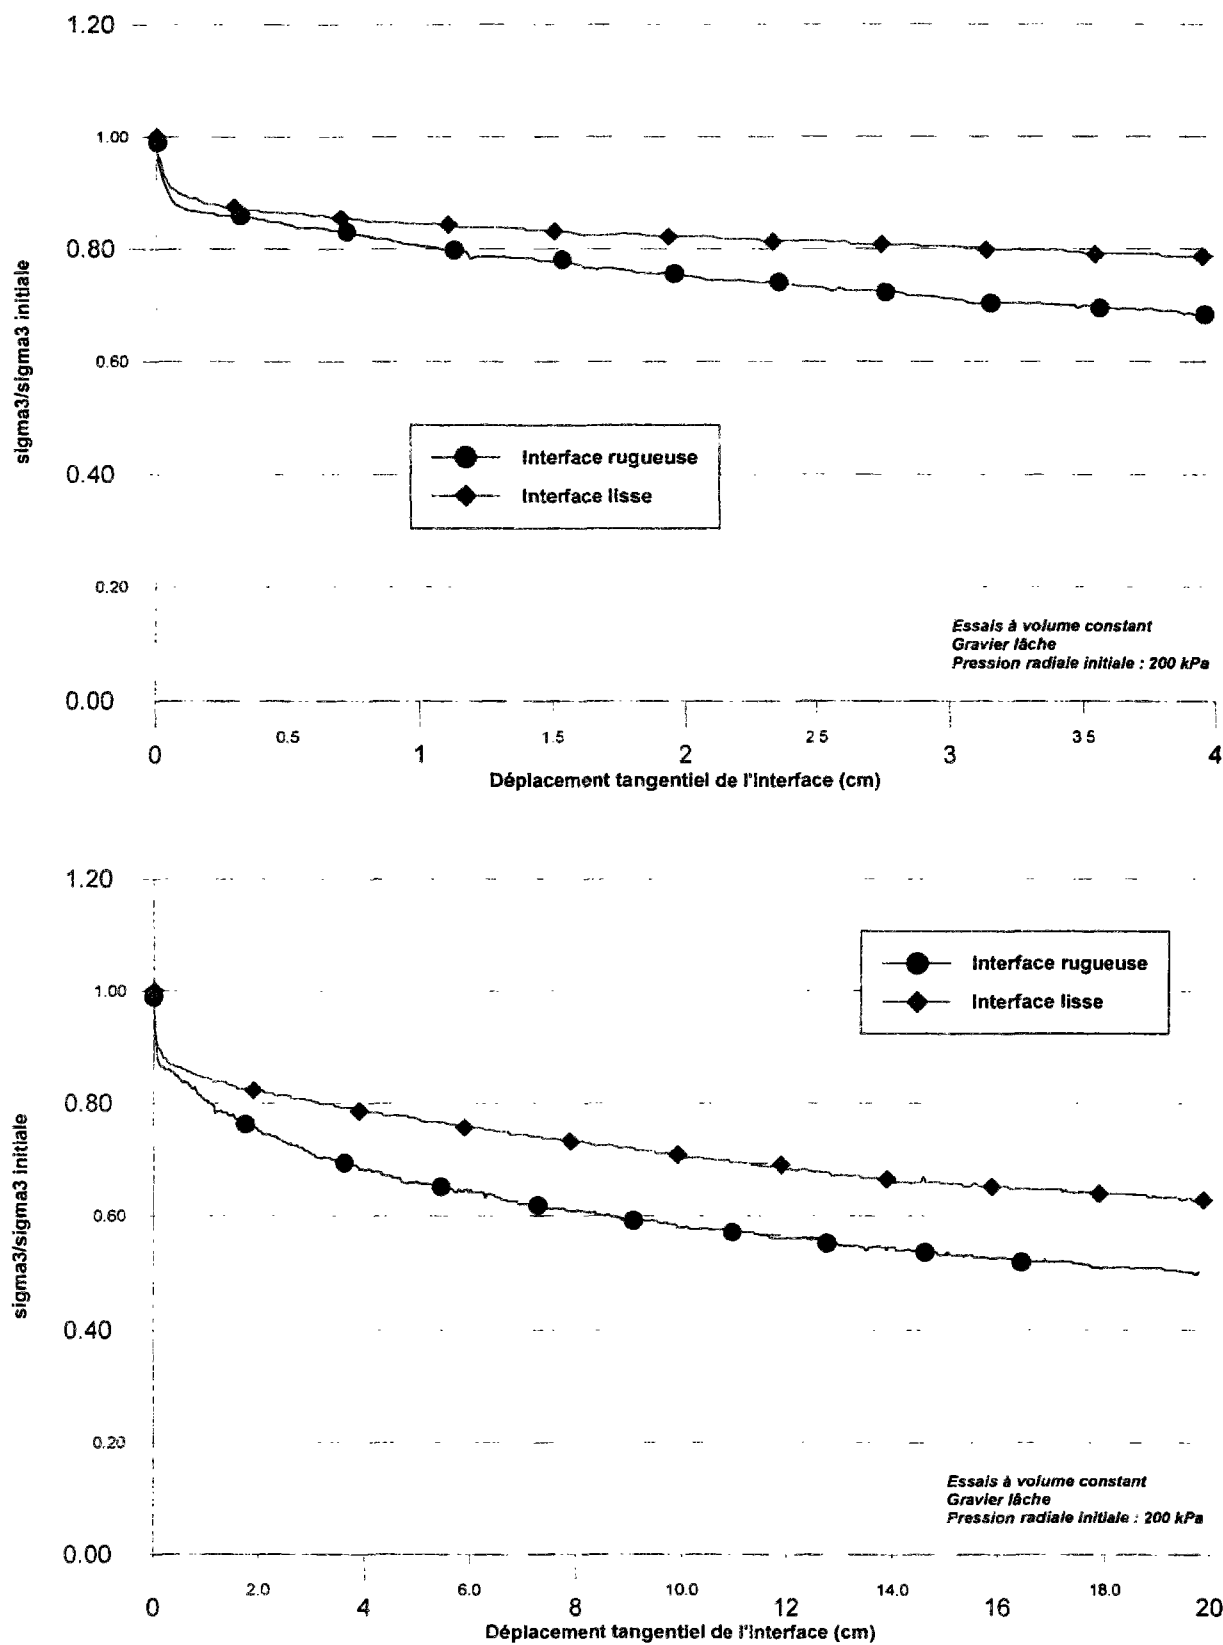 1.20
1.00
0.80
0.60
0.40
0.20
0.00
sigma3/sigma3 initiale
Interface rugueuse
Interface lisse
Essais à volume constant
Gravier lâche
Pression radiale initiale : 200 kPa
0.5 1.5 2.5 3.5
0 1 2 3 4
Déplacement tangentiel de l'Interface (cm)
1.20
1.00
0.80
0.60
0.40
0.20
0.00
sigma3/sigma3 initiale
Interface rugueuse
Interface lisse
Essais à volume constant
Gravier lâche
Pression radiale initiale : 200 kPa
2.0 6.0 10.0 14.0 18.0
0 4 8 12 16 20
Déplacement tangentiel de l'Interface (cm)